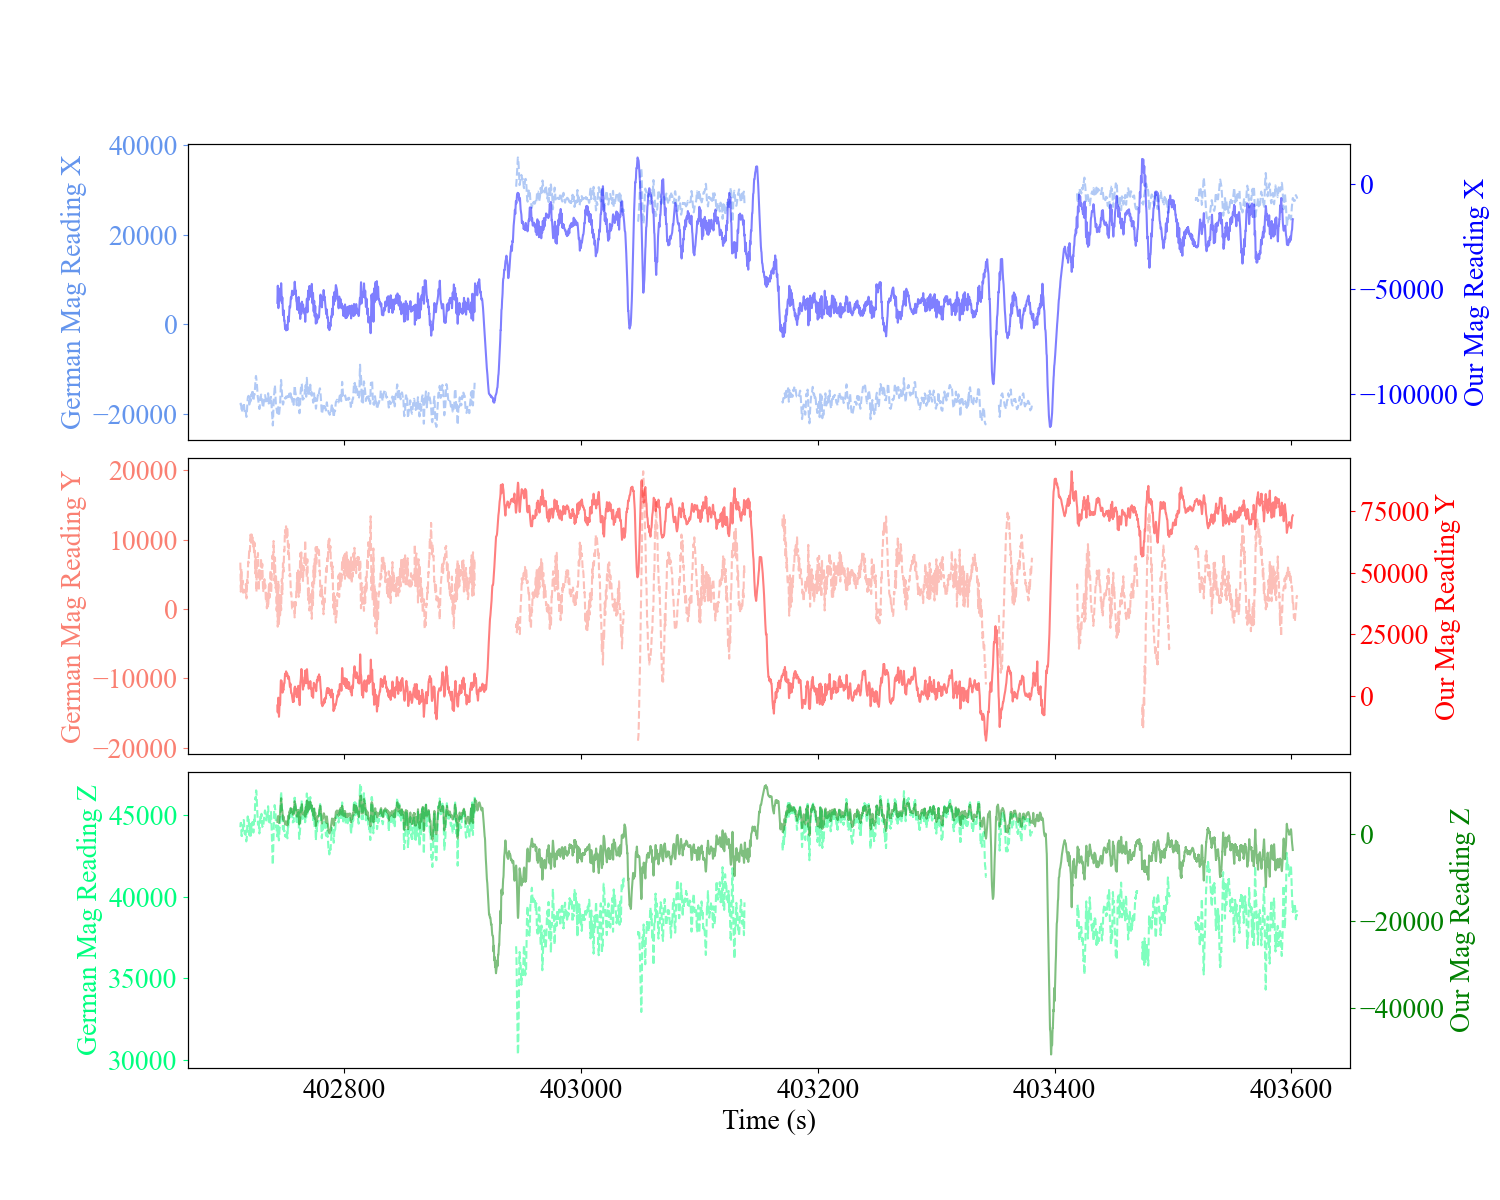 German Mag Reading X
40000
20000
0
−20000
0
−50000
−100000
Our Mag Reading X
German Mag Reading Y
20000
10000
0
−10000
−20000
75000
50000
25000
0
Our Mag Reading Y
German Mag Reading Z
45000
40000
35000
30000
0
−20000
−40000
Our Mag Reading Z
402800 403000 403200 403400 403600
Time (s)